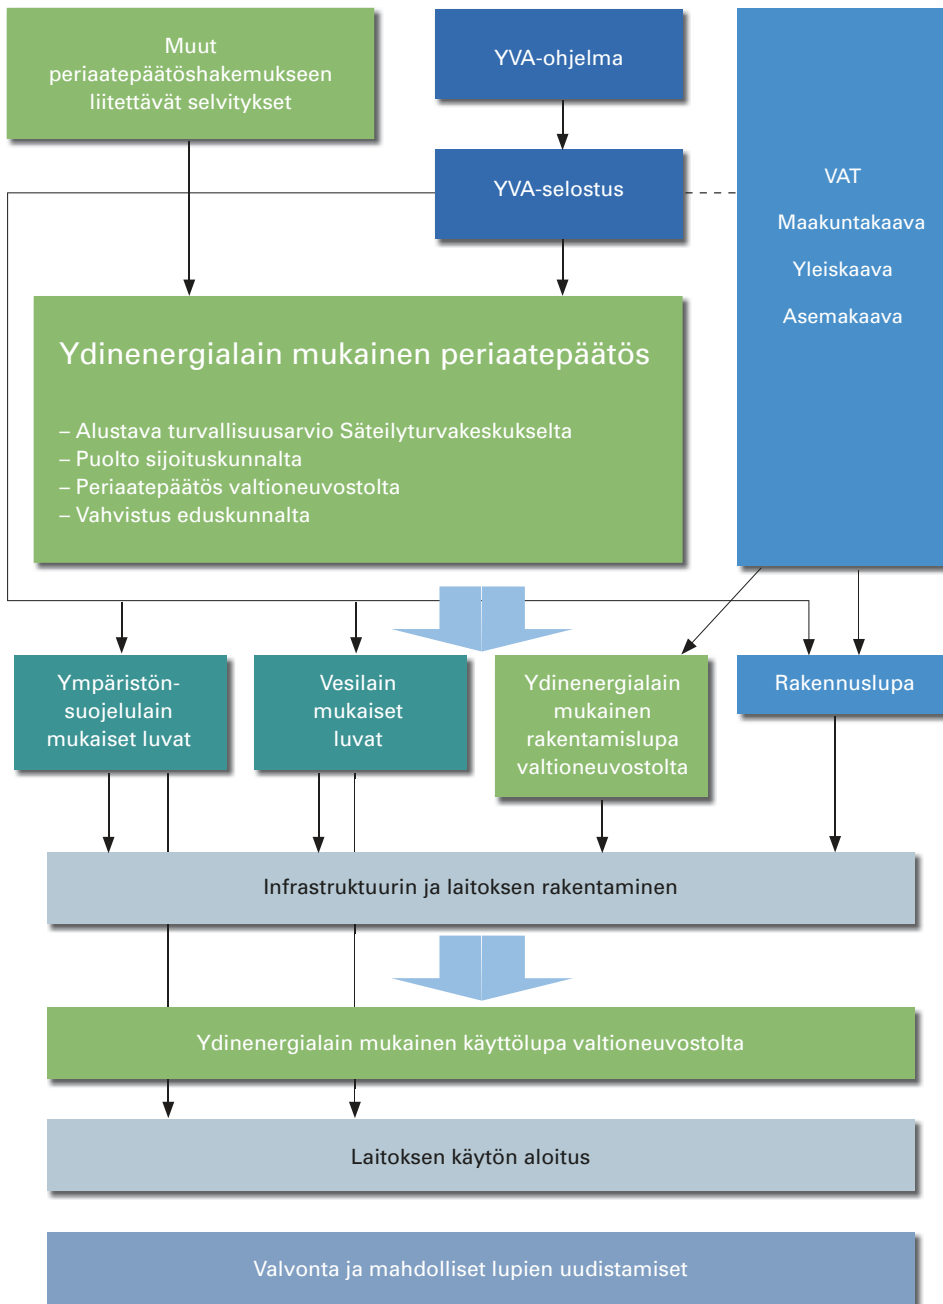 Muut
periaatepäätöshakemukseen
liitettävät selvitykset
YVA-ohjelma
YVA-selostus
VAT
Maakuntakaava
Yleiskaava
Asemakaava
Ydinenergialain mukainen periaatepäätös
– Alustava turvallisuusarvio Säteilyturvakeskukselta
– Puolto sijoituskunnalta
– Periaatepäätös valtioneuvostolta
– Vahvistus eduskunnalta
Ympäristön-
suojelulain
mukaiset luvat
Vesilain
mukaiset
luvat
Ydinenergialain
mukainen
rakentamislupa
valtioneuvostolta
Rakennuslupa
Infrastruktuurin ja laitoksen rakentaminen
Ydinenergialain mukainen käyttölupa valtioneuvostolta
Laitoksen käytön aloitus
Valvonta ja mahdolliset lupien uudistamiset